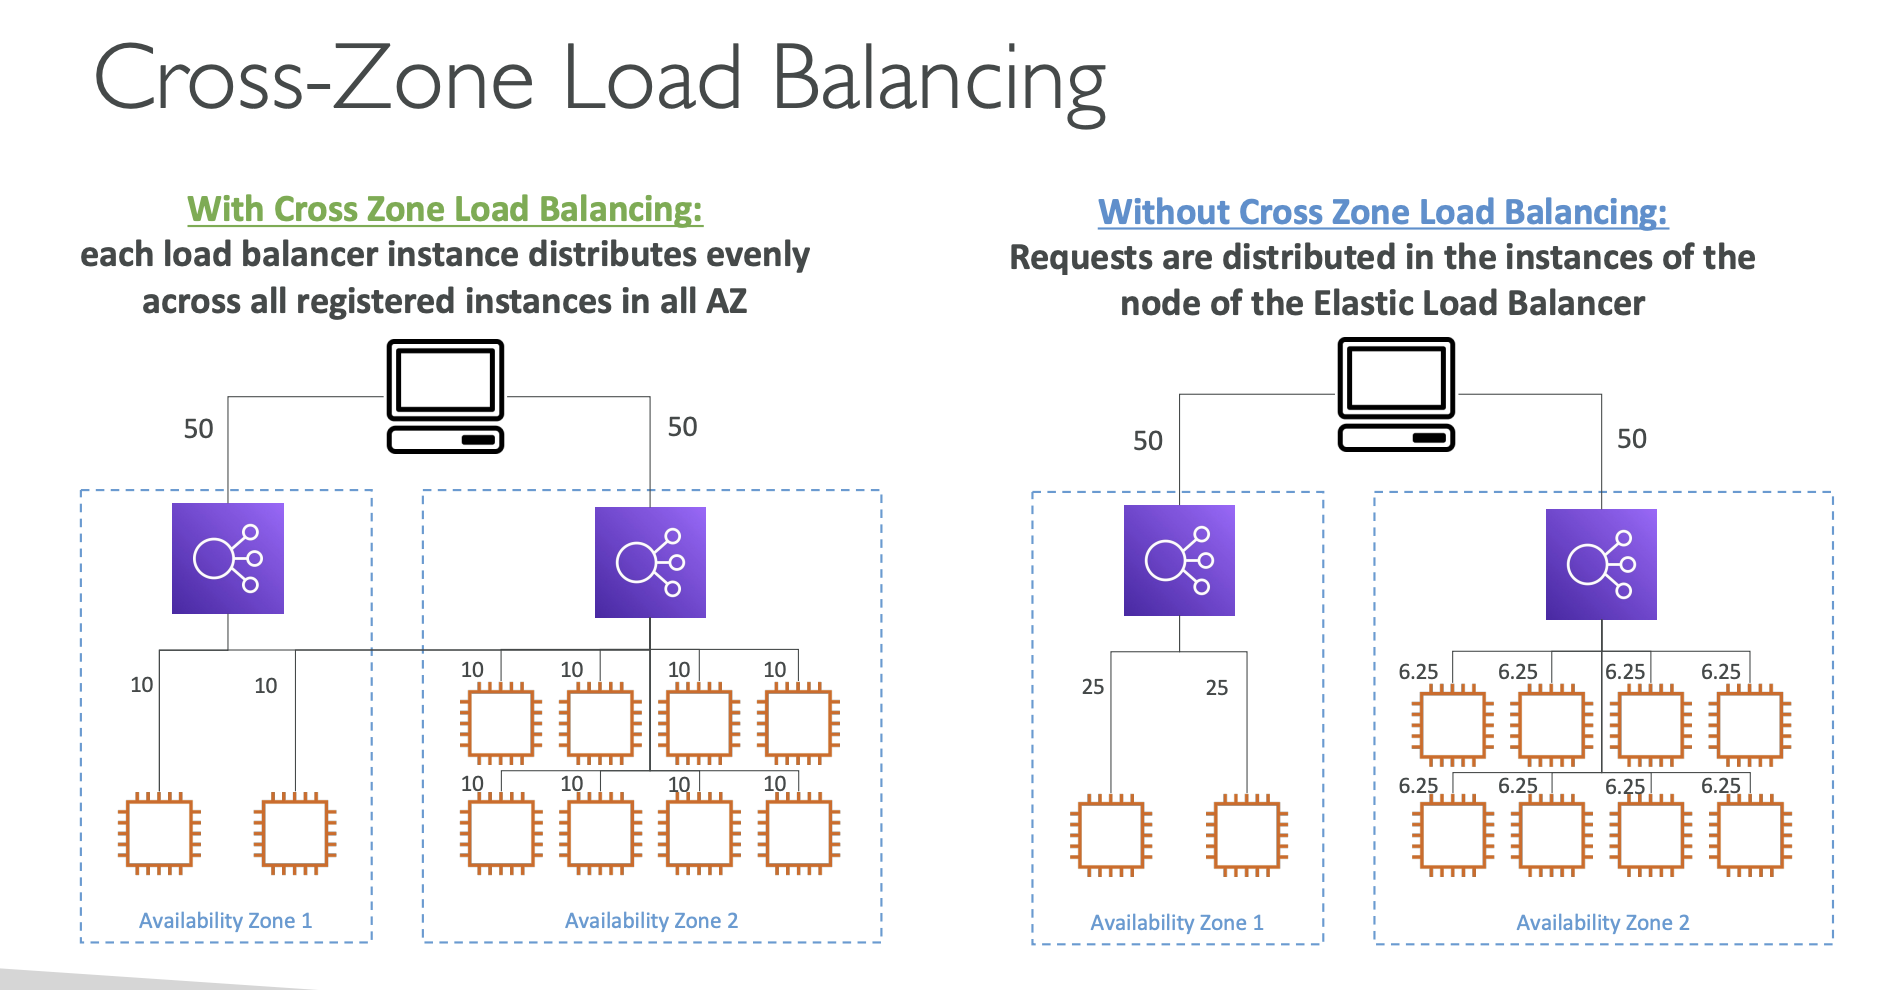 Cross-Zone Load Balancing
With Cross Zone Load Balancing:
each load balancer instance distributes evenly
across all registered instances in all AZ
50
50
10
10
10
10
10
10
10
10
10
10
Availability Zone 1
Availability Zone 2
Without Cross Zone Load Balancing:
Requests are distributed in the instances of the
node of the Elastic Load Balancer
50
50
25
25
6.25
6.25
6.25
6.25
6.25
6.25
6.25
6.25
Availability Zone 1
Availability Zone 2